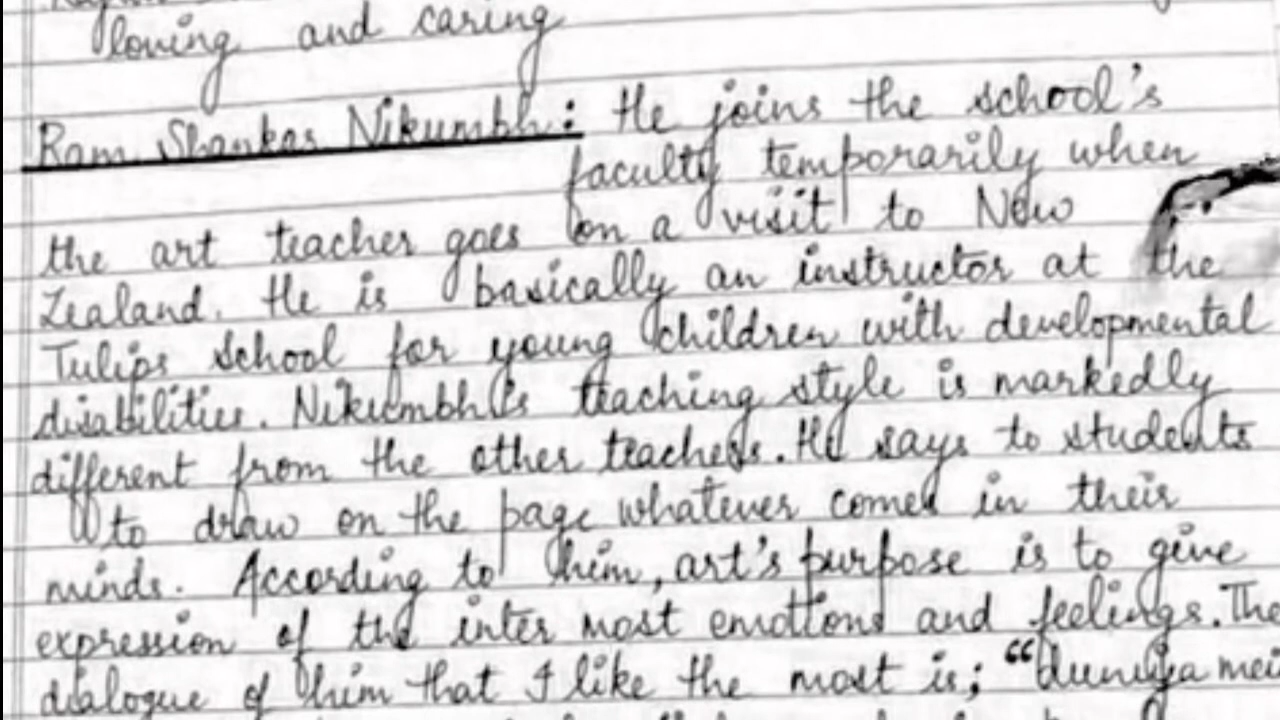 loving and caring
Ram Shankar Nikumbh: He joins the school's
faculty temporarily when
the art teacher goes on a visit to New
Zealand. He is basically an instructor at the
Tulips school for young children with developmental
disabilities. Nikumbh's teaching style is markedly
different from the other teachers. He says to students
to draw on the page whatever comes in their
minds. According to him, art's purpose is to give
expression of the inter most emotions and feelings. The
dialogue of him that I like the most is; "duniya mei